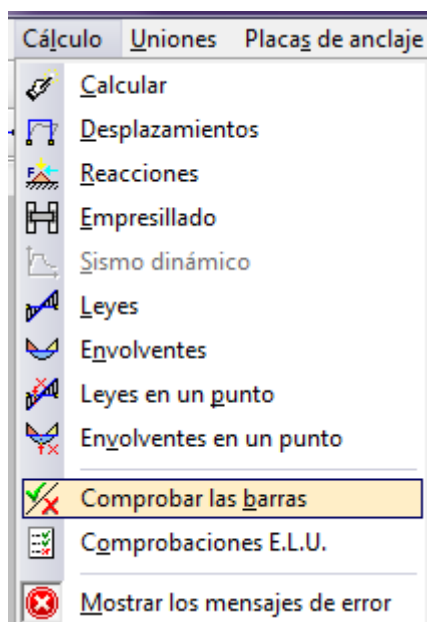 Cálculo Uniones Placas de anclaje
Calcular
Desplazamientos
Reacciones
Empresillado
Sismo dinámico
Leyes
Envolventes
Leyes en un punto
Envolventes en un punto
Comprobar las barras
Comprobaciones E.L.U.
Mostrar los mensajes de error